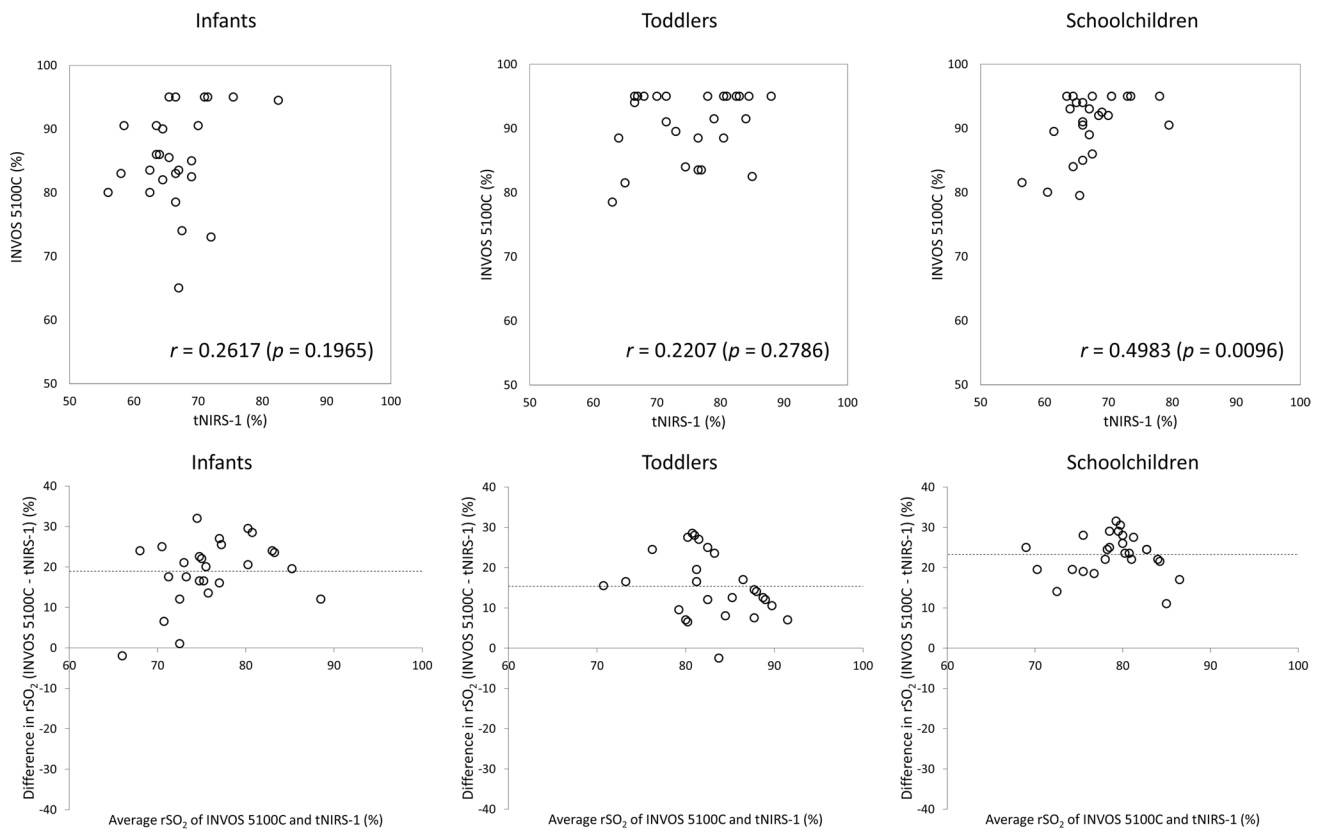 Infants
Toddlers
Schoolchildren
100
90
80
70
60
50
INVOS 5100C (%)
r = 0.2617 (p = 0.1965)
50 60 70 80 90 100
tNIRS-1 (%)
100
90
80
70
60
50
INVOS 5100C (%)
r = 0.2207 (p = 0.2786)
50 60 70 80 90 100
tNIRS-1 (%)
100
90
80
70
60
50
INVOS 5100C (%)
r = 0.4983 (p = 0.0096)
50 60 70 80 90 100
tNIRS-1 (%)
Infants
Toddlers
Schoolchildren
40
30
20
10
0
-10
-20
-30
-40
Difference in rSO₂ (INVOS 5100C - tNIRS-1) (%)
60 70 80 90 100
Average rSO₂ of INVOS 5100C and tNIRS-1 (%)
40
30
20
10
0
-10
-20
-30
-40
Difference in rSO₂ (INVOS 5100C - tNIRS-1) (%)
60 70 80 90 100
Average rSO₂ of INVOS 5100C and tNIRS-1 (%)
40
30
20
10
0
-10
-20
-30
-40
Difference in rSO₂ (INVOS 5100C - tNIRS-1) (%)
60 70 80 90 100
Average rSO₂ of INVOS 5100C and tNIRS-1 (%)